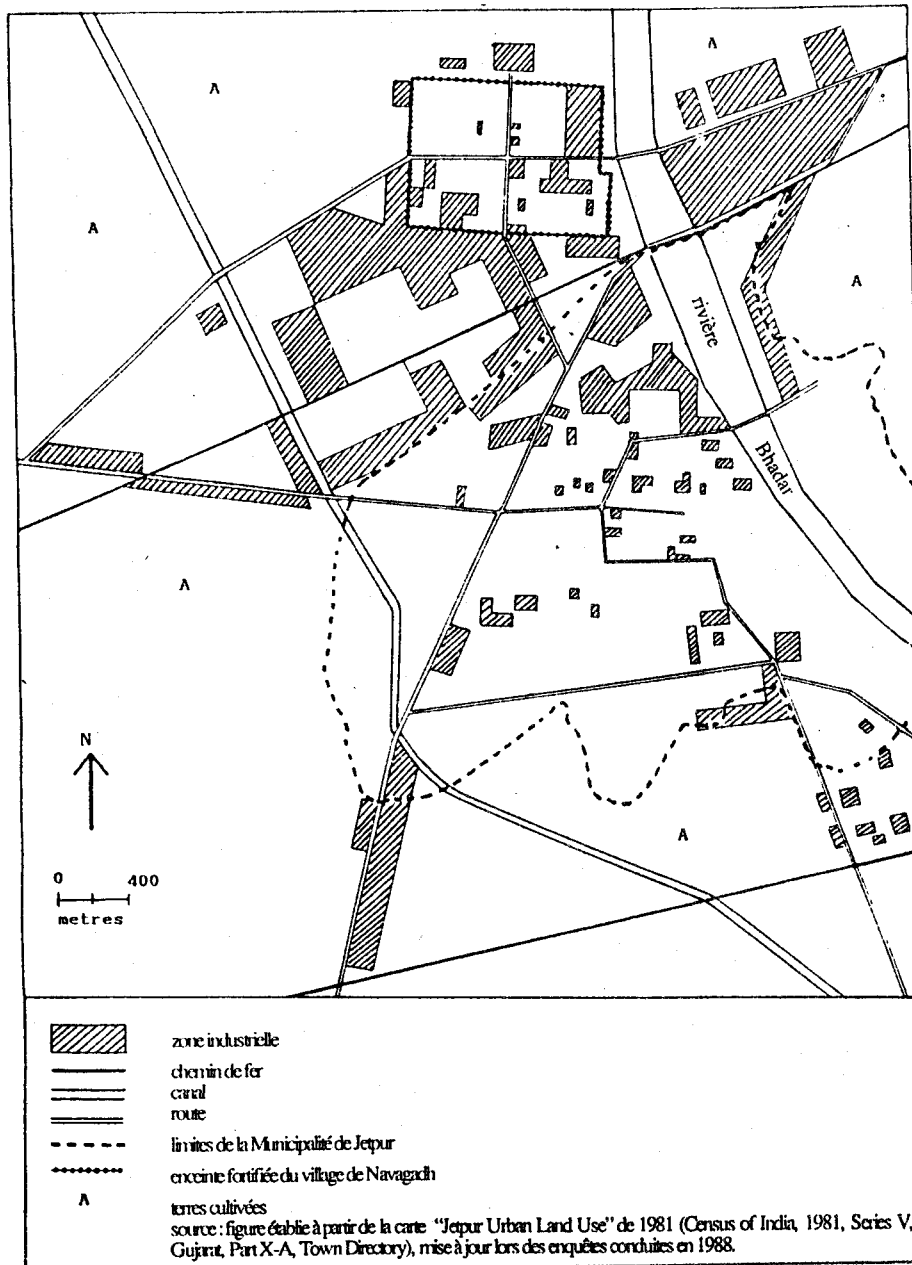 A
A
A
A
A
A
rivière
Bhadar
N
0 400
metres
zone industrielle
chemin de fer
canal
route
limites de la Municipalité de Jetpur
enceinte fortifiée du village de Navagadh
A terres cultivées
source : figure établie à partir de la carte "Jetpur Urban Land Use" de 1981 (Census of India, 1981, Series V,
Gujarat, Part X-A, Town Directory), mise à jour lors des enquêtes conduites en 1988.